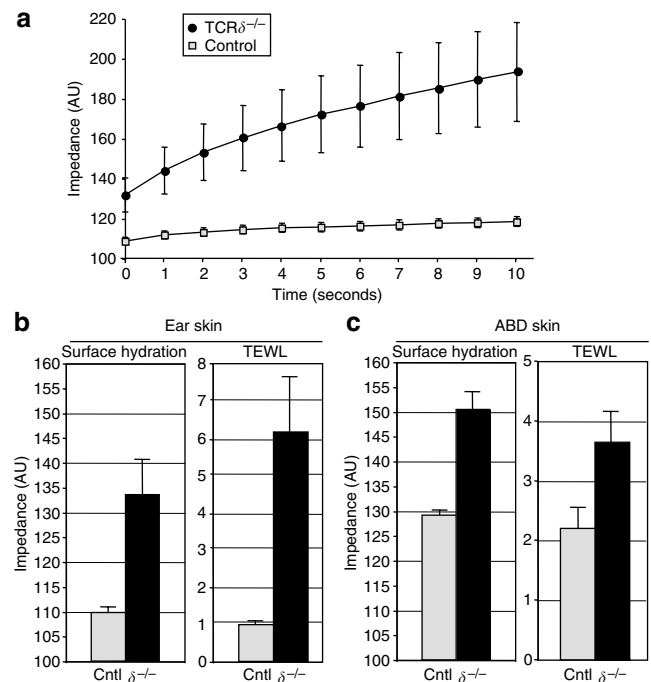 a
TCRδ−/−
Control
220
200
180
160
140
120
100
Impedance (AU)
0 1 2 3 4 5 6 7 8 9 10
Time (seconds)
b
Ear skin
Surface hydration
TEWL
160
155
150
145
140
135
130
125
120
115
110
105
100
Impedance (AU)
8
7
6
5
4
3
2
1
0
Cntl δ−/−
Cntl δ−/−
c
ABD skin
Surface hydration
TEWL
160
155
150
145
140
135
130
125
120
115
110
105
100
Impedance (AU)
5
4
3
2
1
0
Cntl δ−/−
Cntl δ−/−